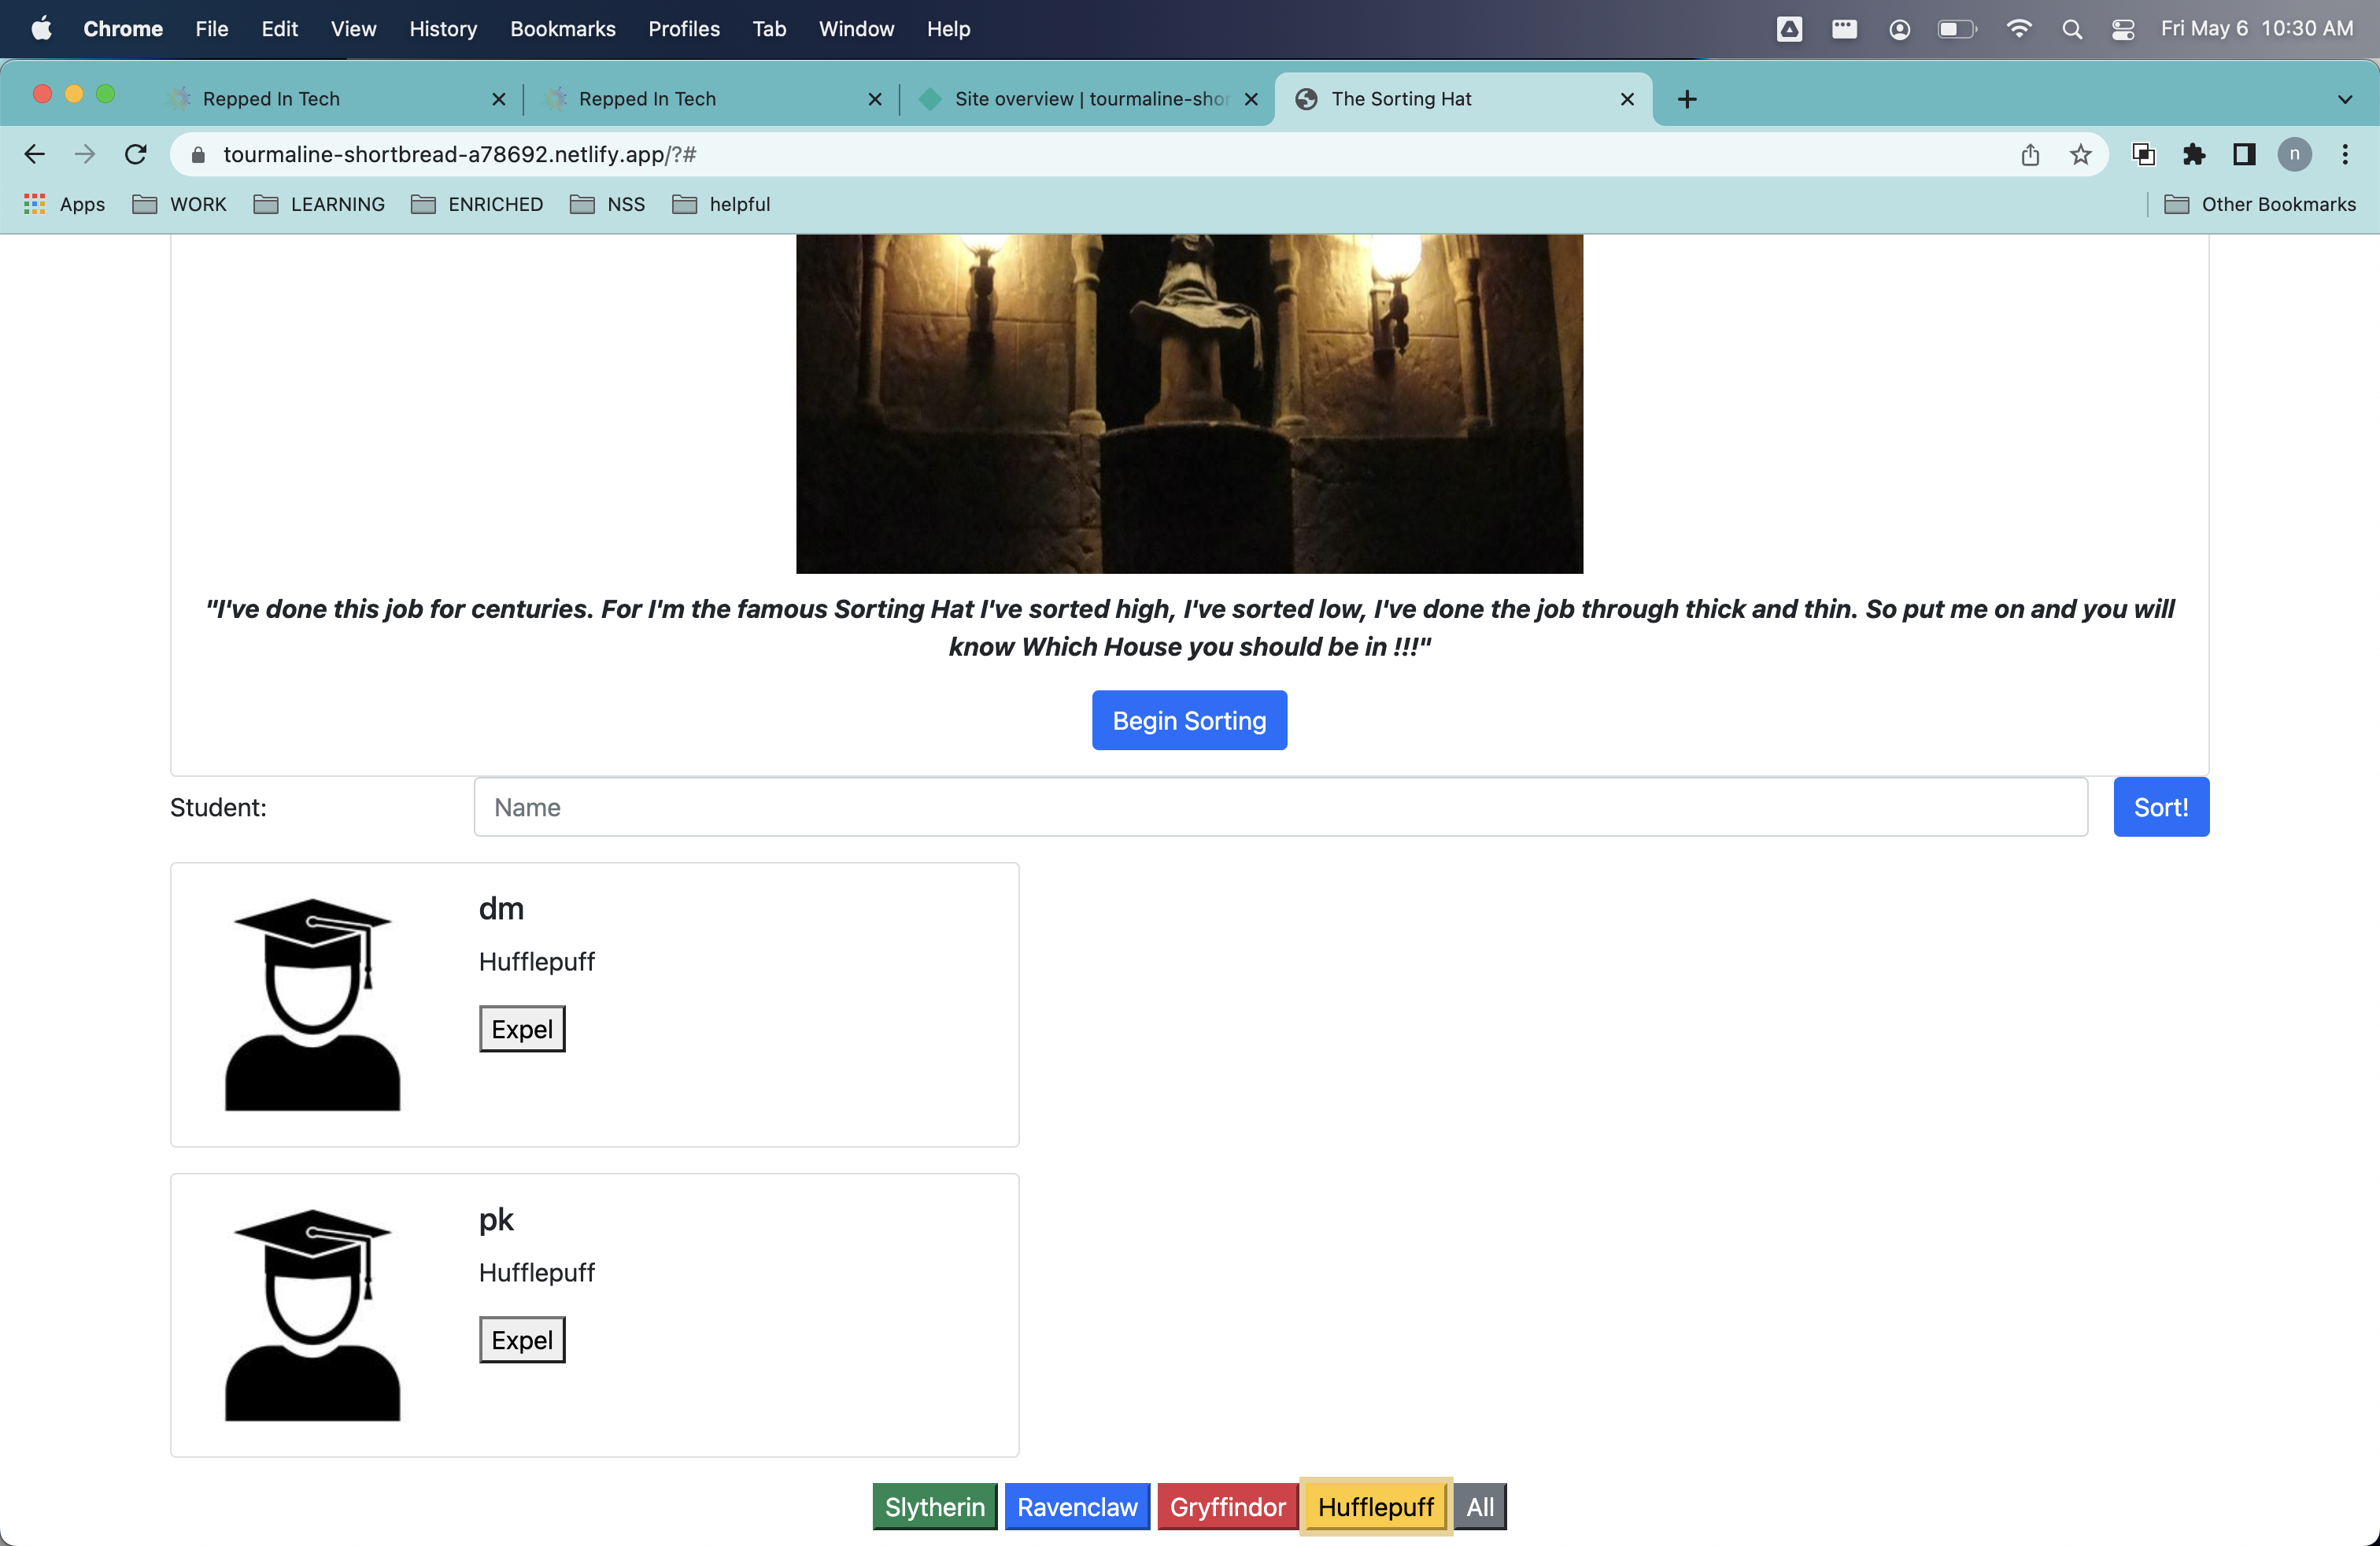 Chrome File Edit View History Bookmarks Profiles Tab Window Help Fri May 6 10:30 AM
Repped In Tech Repped In Tech Site overview | tourmaline-shor The Sorting Hat
tourmaline-shortbread-a78692.netlify.app/?# n
Apps WORK LEARNING ENRICHED NSS helpful Other Bookmarks
"I've done this job for centuries. For I'm the famous Sorting Hat I've sorted high, I've sorted low, I've done the job through thick and thin. So put me on and you will
know Which House you should be in !!!"
Begin Sorting
Student: Name Sort!
dm
Hufflepuff
Expel
pk
Hufflepuff
Expel
Slytherin Ravenclaw Gryffindor Hufflepuff All